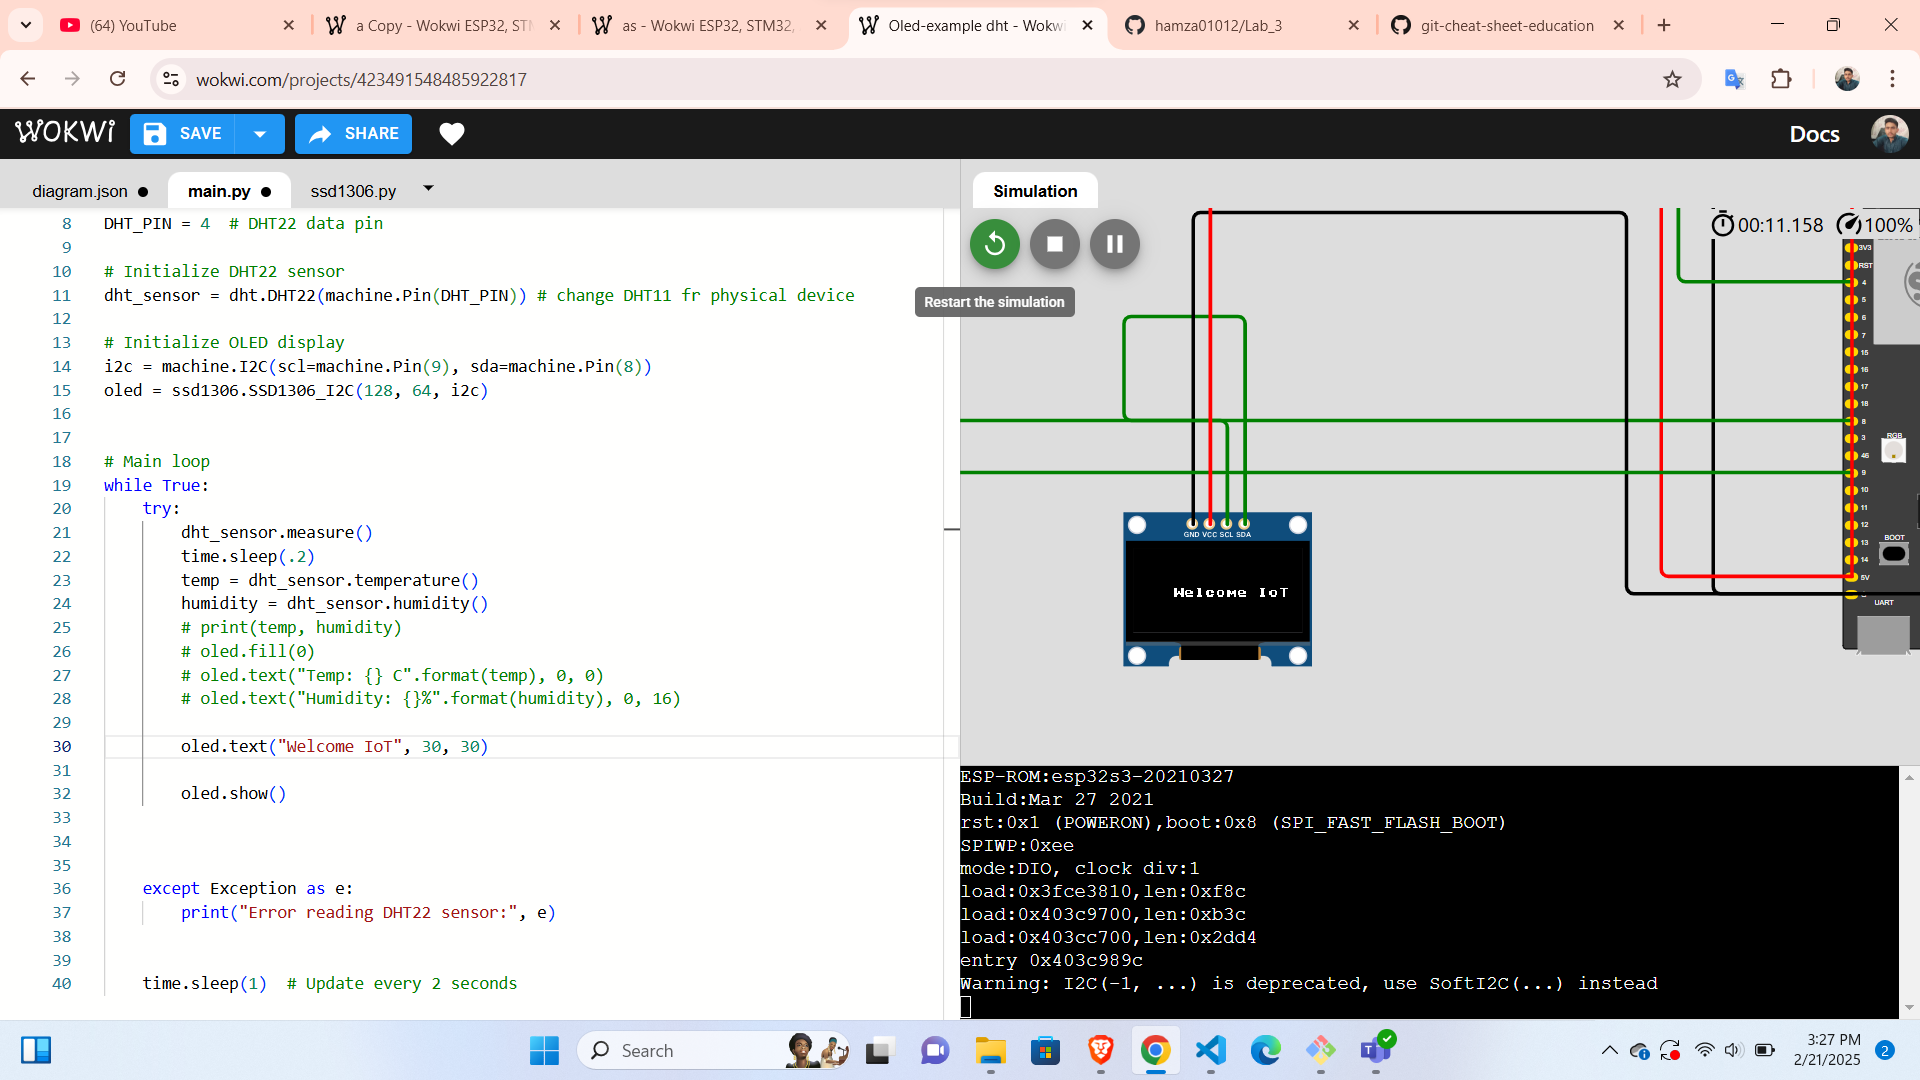 (64) YouTube
a Copy - Wokwi ESP32, STM
as - Wokwi ESP32, STM32,
Oled-example dht - Wokwi
hamza01012/Lab_3
git-cheat-sheet-education
wokwi.com/projects/423491548485922817
WOKWi
SAVE
SHARE
Docs
diagram.json
main.py
ssd1306.py
8 DHT_PIN = 4  # DHT22 data pin
9
10 # Initialize DHT22 sensor
11 dht_sensor = dht.DHT22(machine.Pin(DHT_PIN)) # change DHT11 fr physical device
12
13 # Initialize OLED display
14 i2c = machine.I2C(scl=machine.Pin(9), sda=machine.Pin(8))
15 oled = ssd1306.SSD1306_I2C(128, 64, i2c)
16
17
18 # Main loop
19 while True:
20 try:
21 dht_sensor.measure()
22 time.sleep(.2)
23 temp = dht_sensor.temperature()
24 humidity = dht_sensor.humidity()
25 # print(temp, humidity)
26 # oled.fill(0)
27 # oled.text("Temp: {} C".format(temp), 0, 0)
28 # oled.text("Humidity: {}%".format(humidity), 0, 16)
29
30 oled.text("Welcome IoT", 30, 30)
31
32 oled.show()
33
34
35
36 except Exception as e:
37 print("Error reading DHT22 sensor:", e)
38
39
40 time.sleep(1)  # Update every 2 seconds
Simulation
00:11.158
100%
Restart the simulation
GND VCC SCL SDA
Welcome IoT
3V3
RST
4
5
6
7
15
16
17
18
8
3
46
9
10
11
12
13
14
5V
RGB
BOOT
UART
ESP-ROM:esp32s3-20210327
Build:Mar 27 2021
rst:0x1 (POWERON),boot:0x8 (SPI_FAST_FLASH_BOOT)
SPIWP:0xee
mode:DIO, clock div:1
load:0x3fce3810,len:0xf8c
load:0x403c9700,len:0xb3c
load:0x403cc700,len:0x2dd4
entry 0x403c989c
Warning: I2C(-1, ...) is deprecated, use SoftI2C(...) instead
Search
3:27 PM
2/21/2025
2